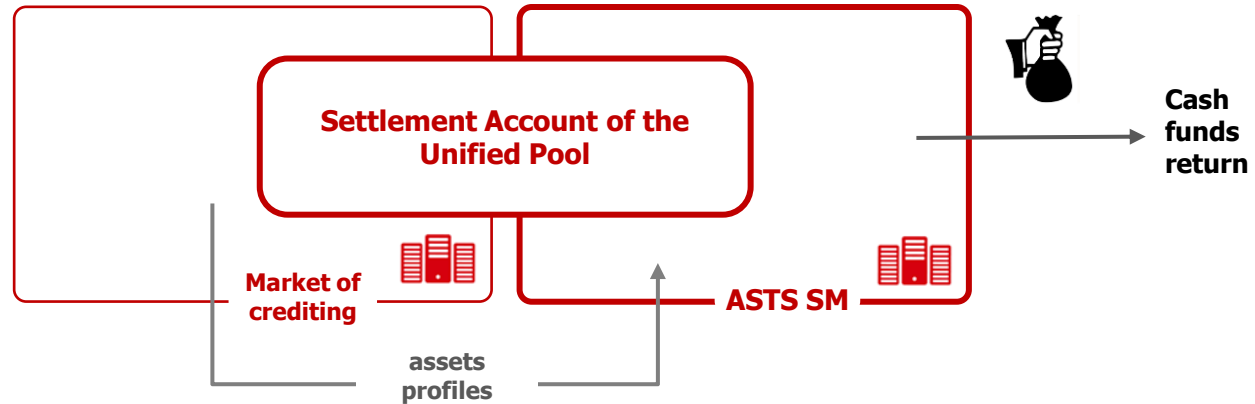 Settlement Account of the
Unified Pool
Cash
funds
return
Market of
crediting
ASTS SM
assets
profiles